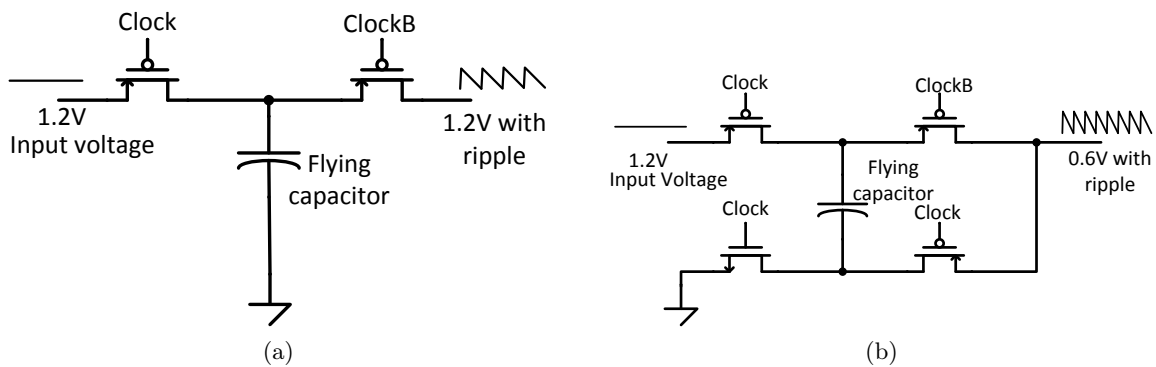 Clock
ClockB
1.2V
Input voltage
1.2V with
ripple
Flying
capacitor
(a)
Clock
ClockB
1.2V
Input Voltage
Flying
capacitor
0.6V with
ripple
Clock
Clock
(b)